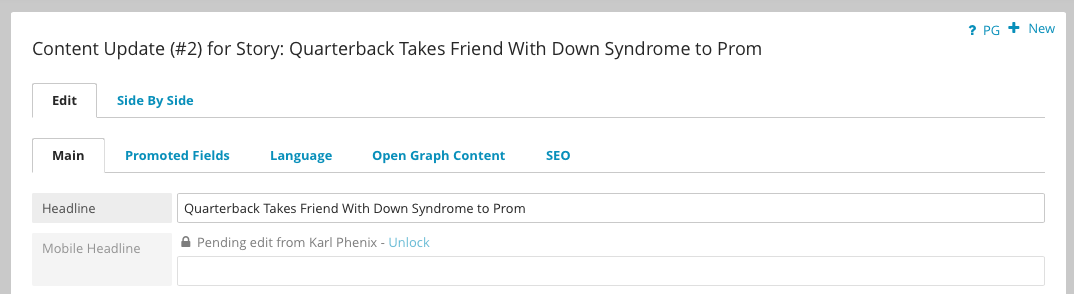 ? PG + New
Content Update (#2) for Story: Quarterback Takes Friend With Down Syndrome to Prom
Edit Side By Side
Main Promoted Fields Language Open Graph Content SEO
Headline Quarterback Takes Friend With Down Syndrome to Prom
Mobile Headline Pending edit from Karl Phenix - Unlock